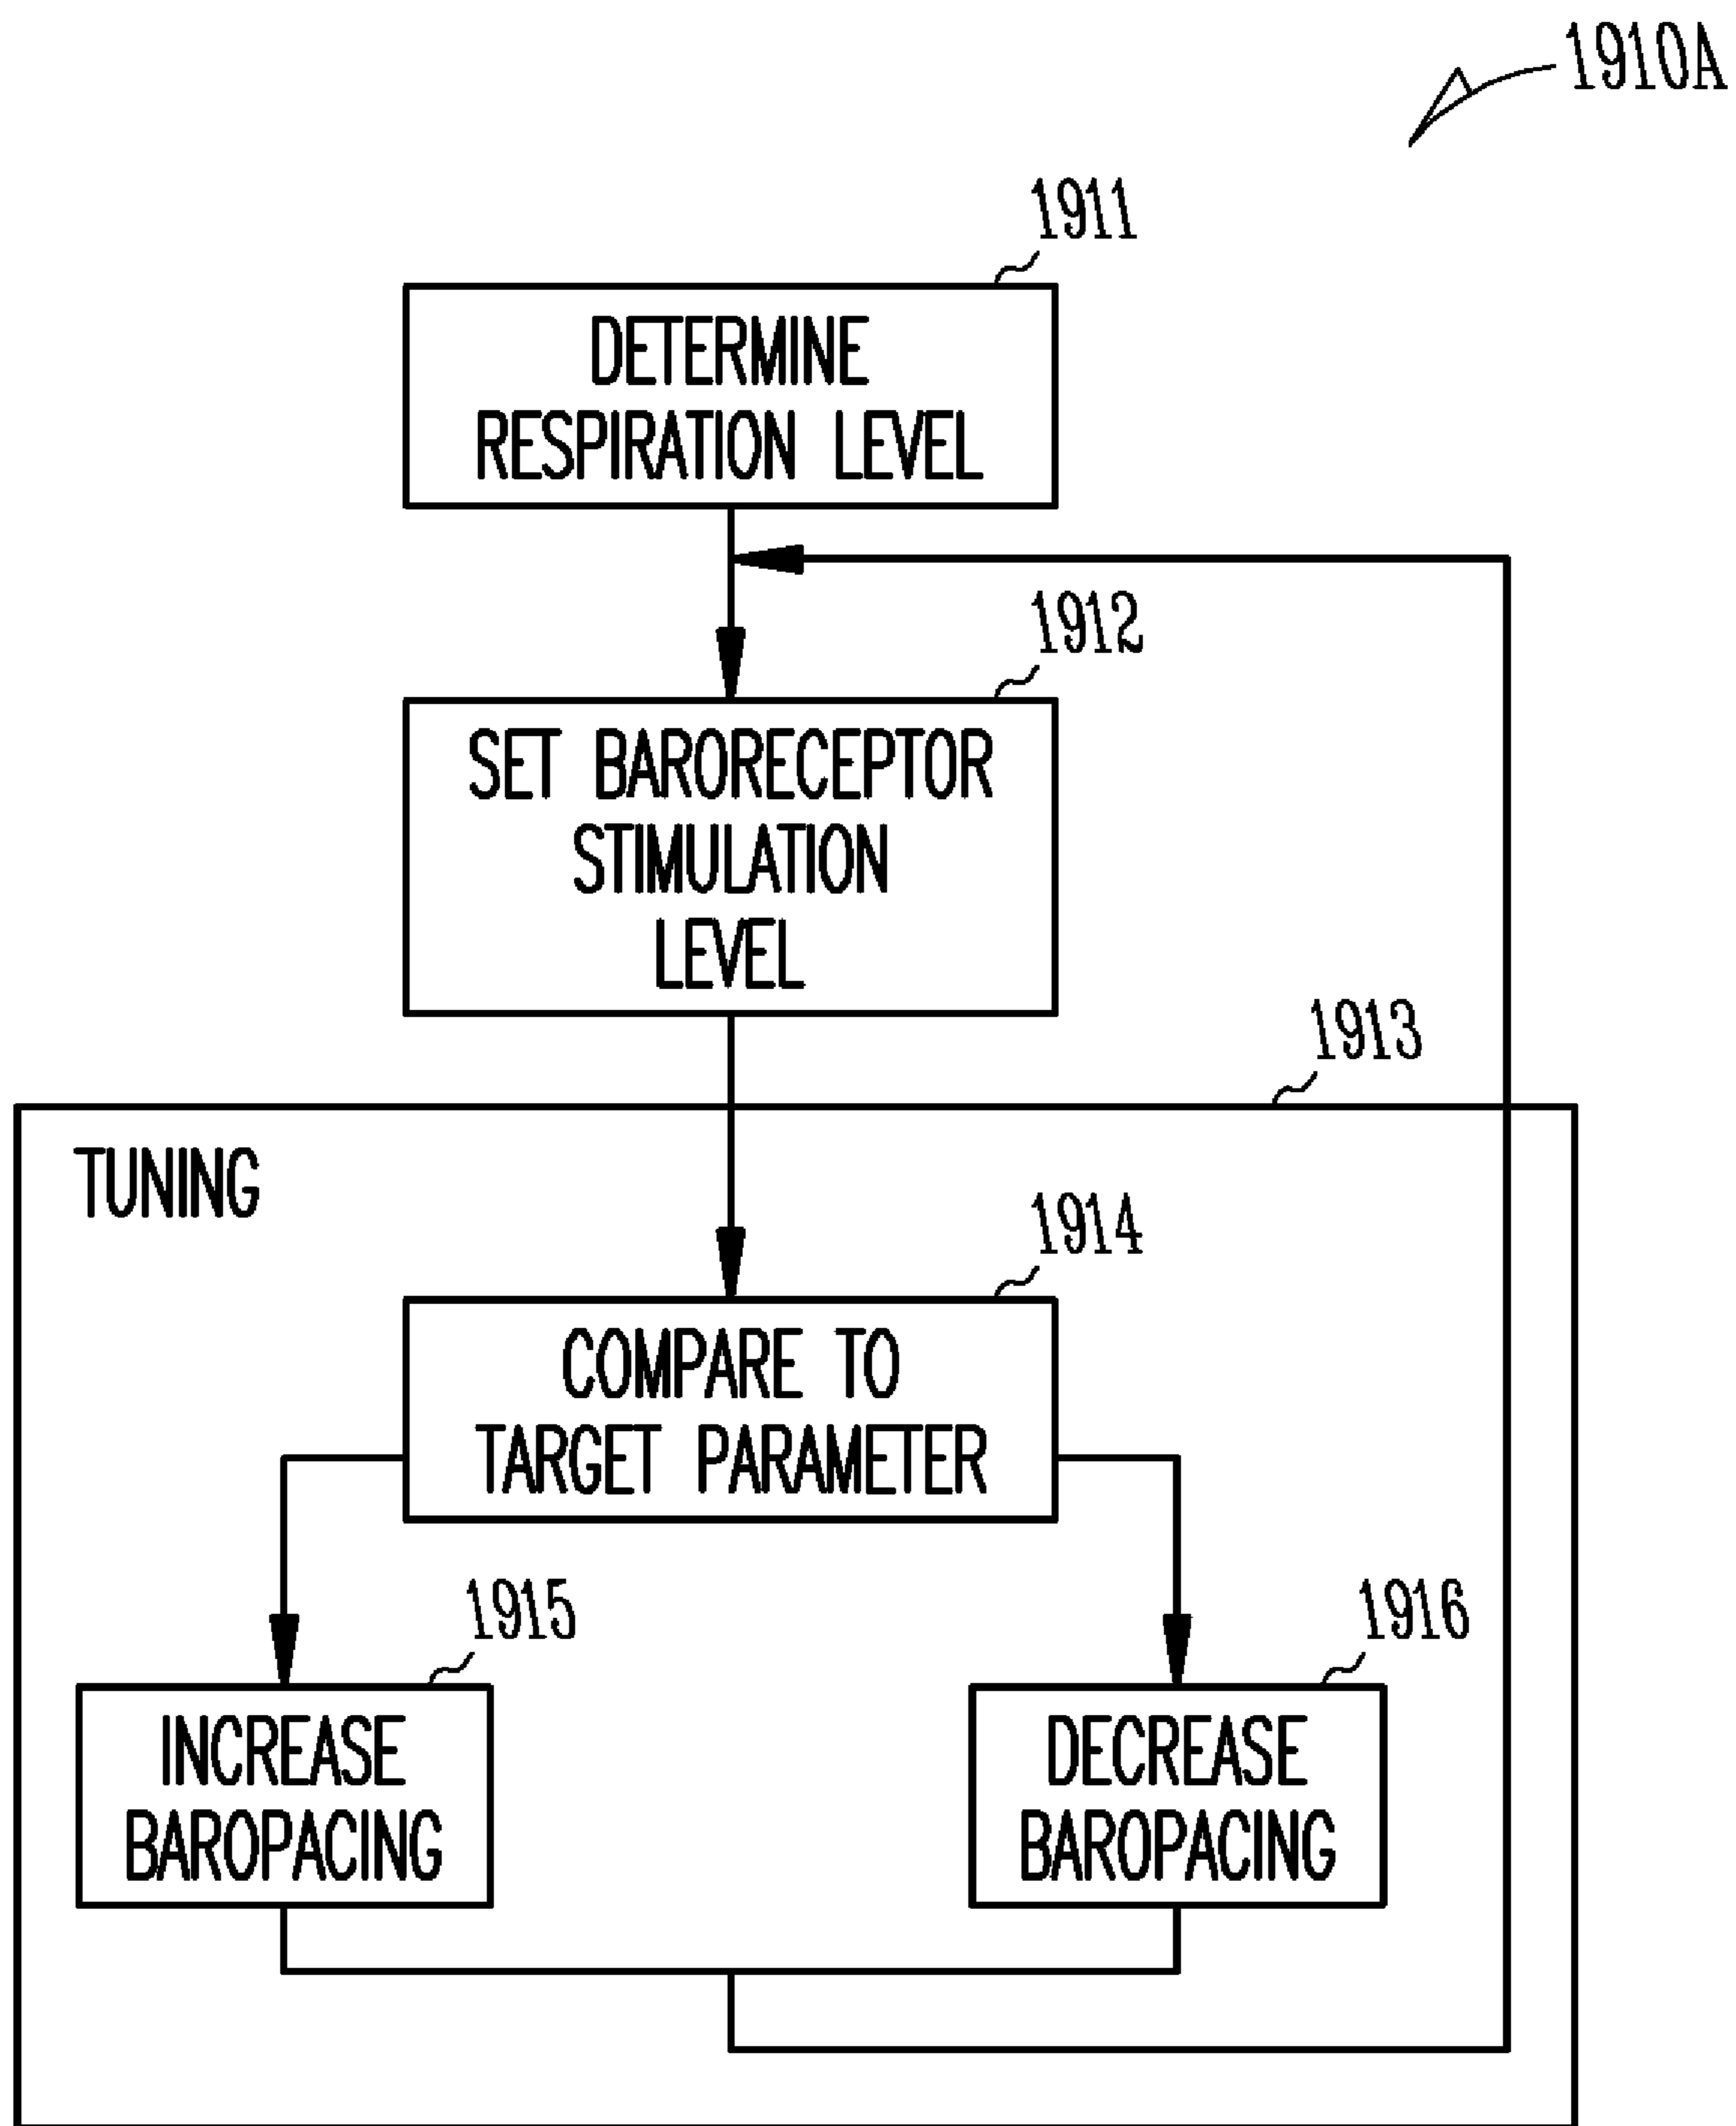 1910A
1911
DETERMINE
RESPIRATION LEVEL
1912
SET BARORECEPTOR
STIMULATION
LEVEL
1913
TUNING
1914
COMPARE TO
TARGET PARAMETER
1915
INCREASE
BAROPACING
1916
DECREASE
BAROPACING